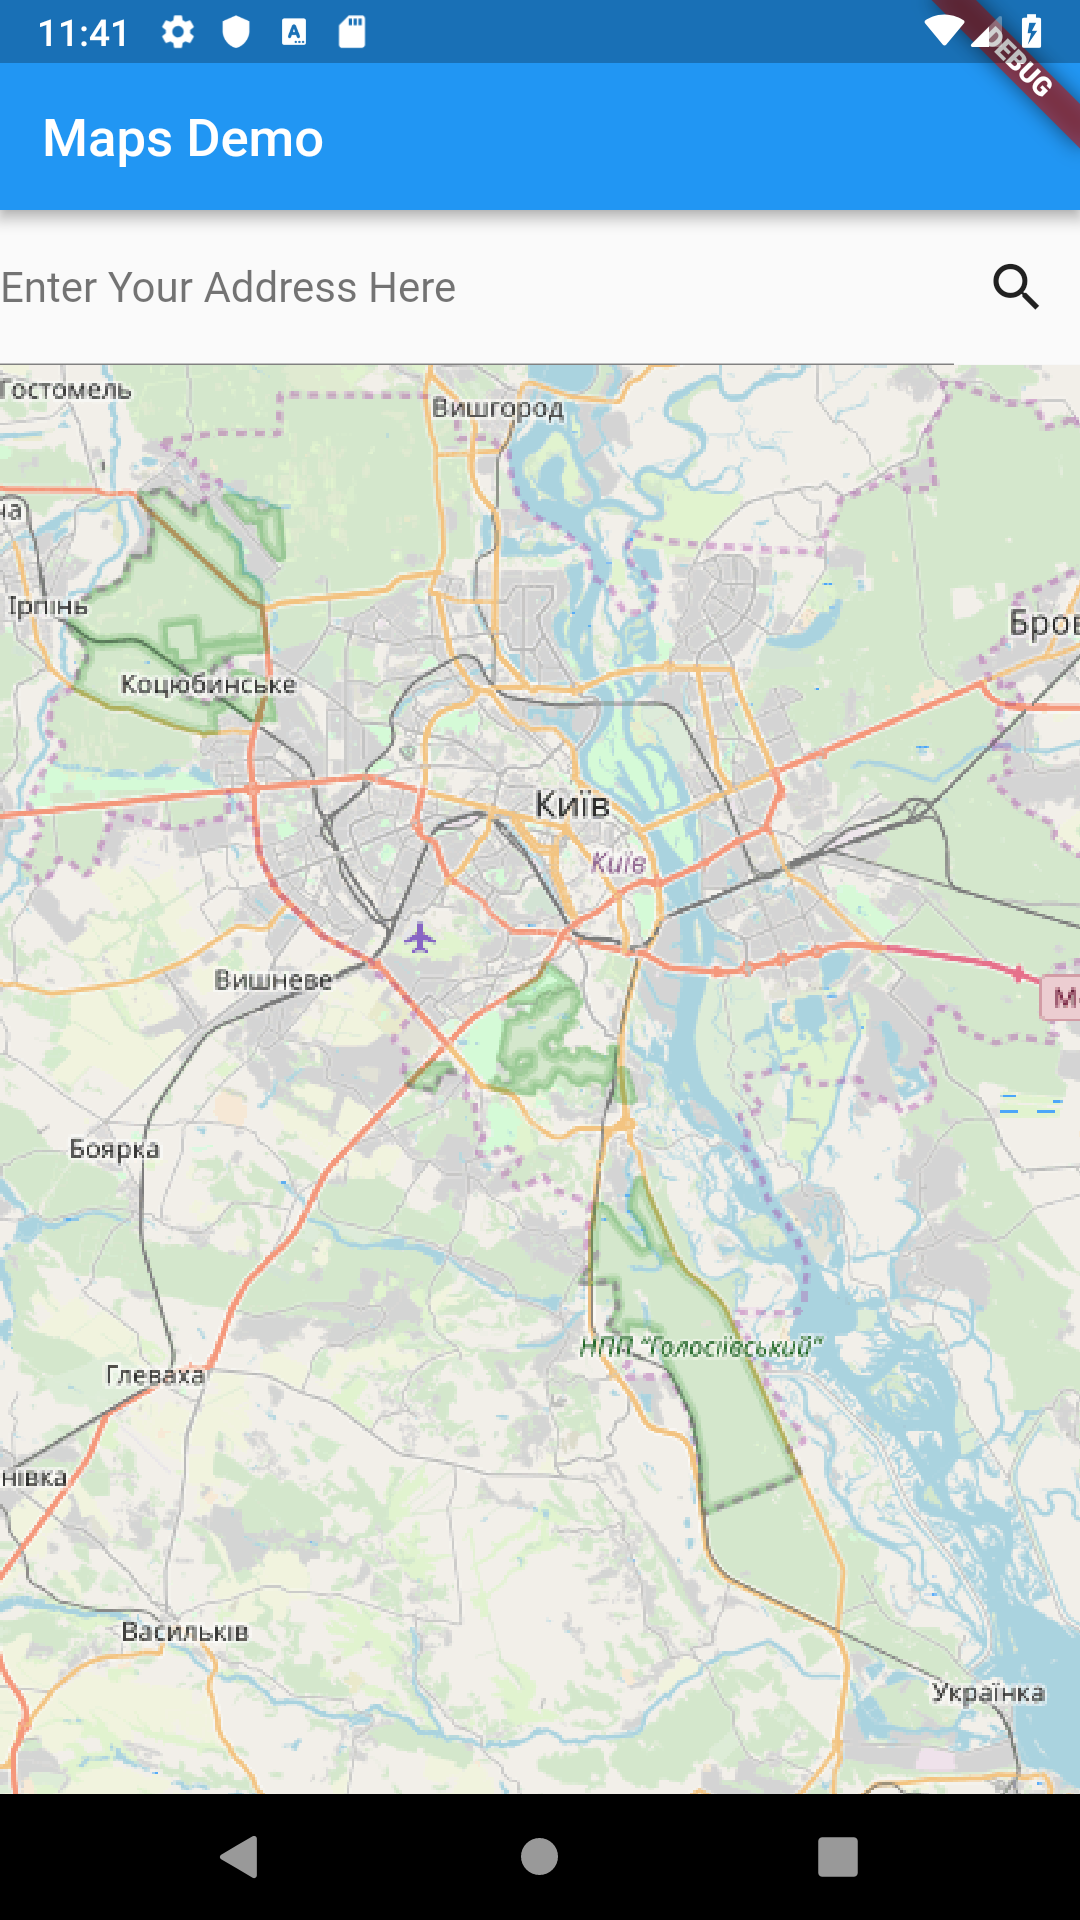 11:41
DEBUG
Maps Demo
Enter Your Address Here
Гостомель
Вишгород
ча
Ірпінь
Бров
Коцюбинське
Київ
Київ
Вишневе
М
Боярка
НПП "Голосіївський"
Глеваха
нівка
Васильків
Українка